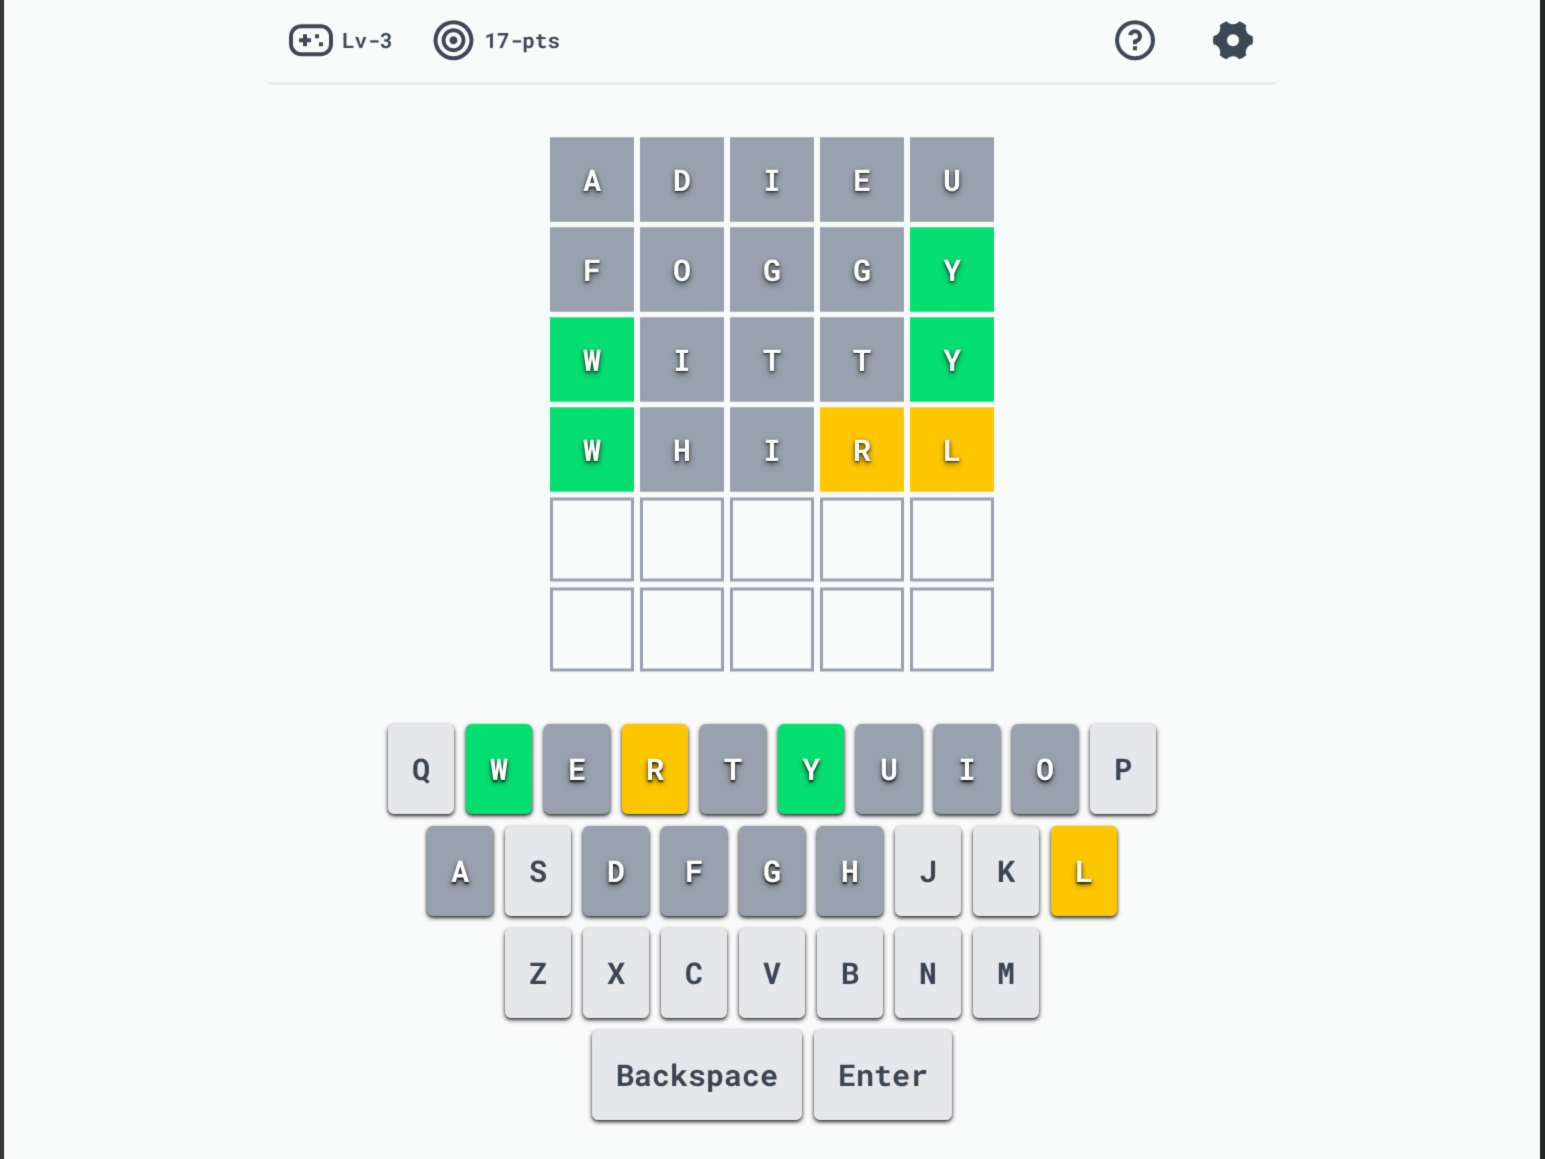 Lv-3 17-pts
A D I E U
F O G G Y
W I T T Y
W H I R L
Q W E R T Y U I O P
A S D F G H J K L
Z X C V B N M
Backspace Enter